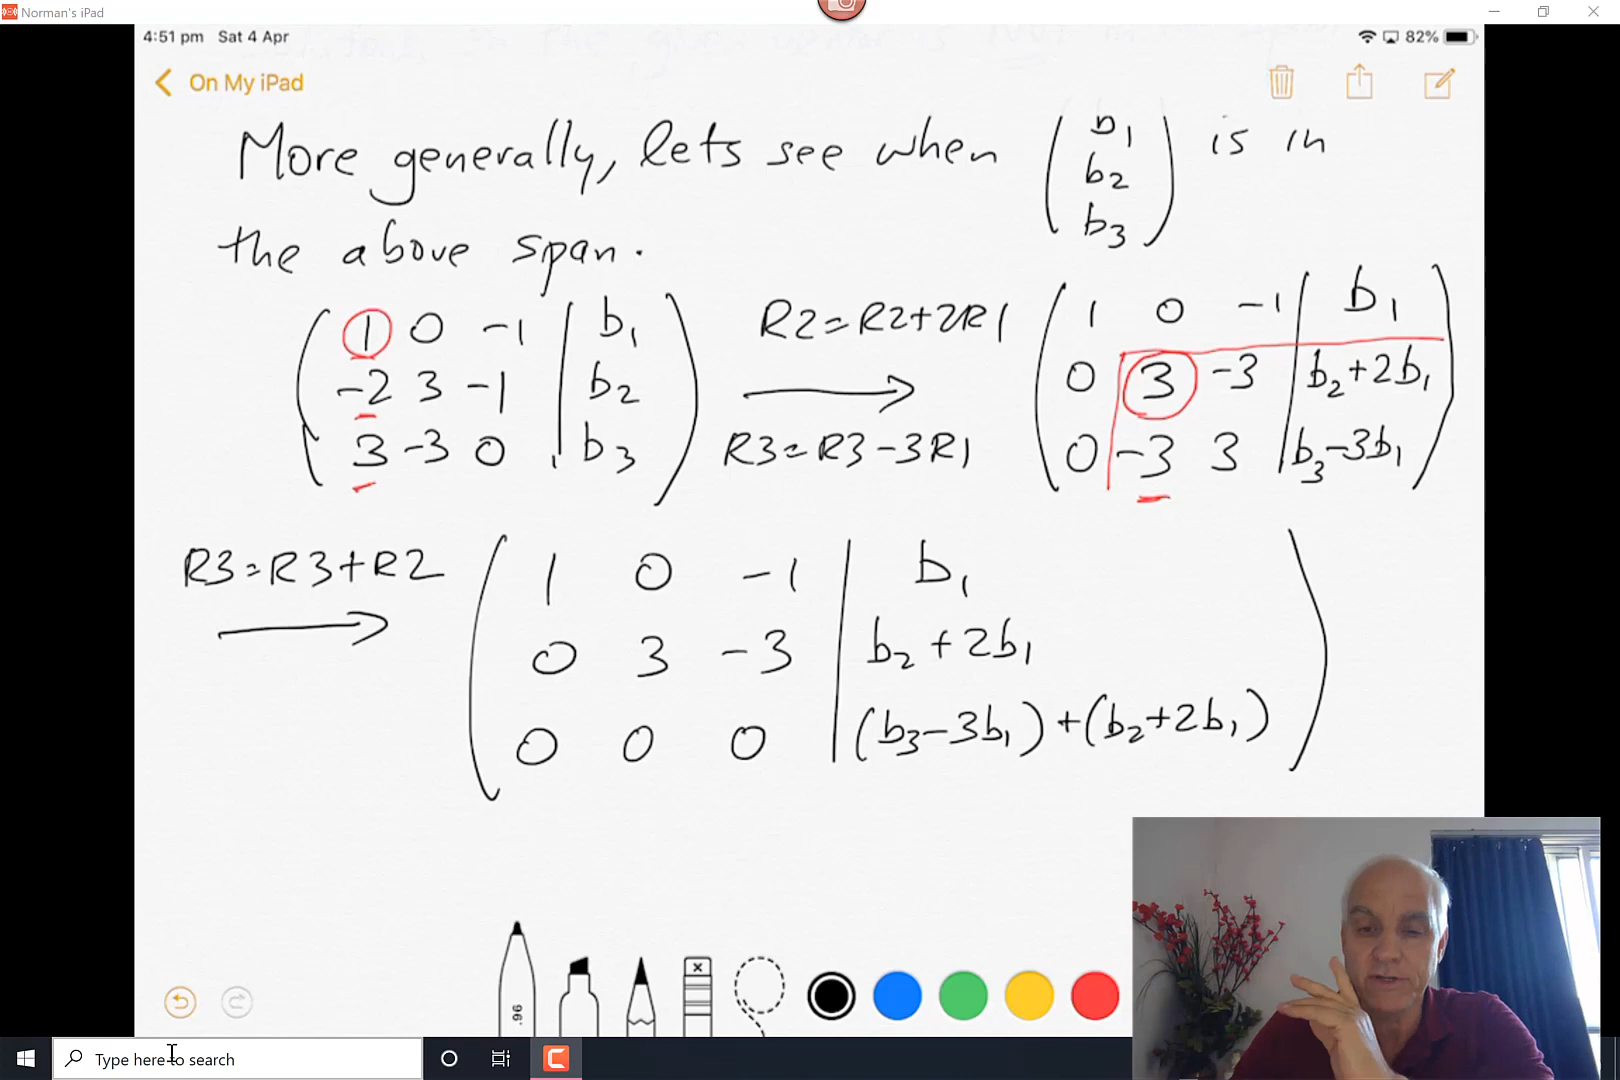 Norman's iPad
4:51 pm Sat 4 Apr
82%
On My iPad
More generally, lets see when (b1 b2 b3) is in
the above span.
(1 0 -1 | b1
-2 3 -1 | b2
3 -3 0 | b3)
R2=R2+2R1
R3=R3-3R1
(1 0 -1 | b1
0 3 -3 | b2+2b1
0 -3 3 | b3-3b1)
R3=R3+R2
(1 0 -1 | b1
0 3 -3 | b2+2b1
0 0 0 | (b3-3b1)+(b2+2b1))
.96
Type here to search